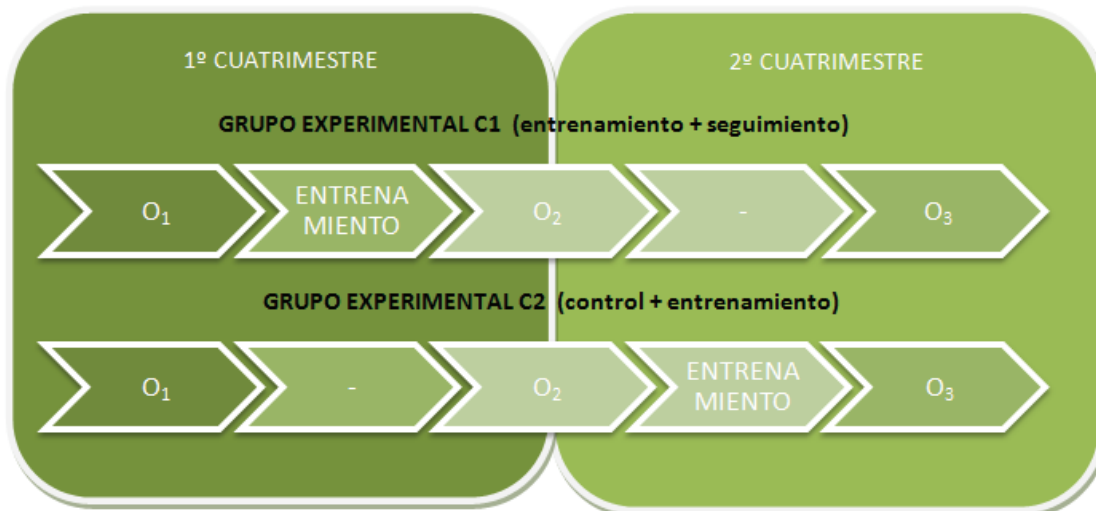 1º CUATRIMESTRE
2º CUATRIMESTRE
GRUPO EXPERIMENTAL C1 (entrenamiento + seguimiento)
O₁
ENTRENA
MIENTO
O₂
-
O₃
GRUPO EXPERIMENTAL C2 (control + entrenamiento)
O₁
-
O₂
ENTRENA
MIENTO
O₃